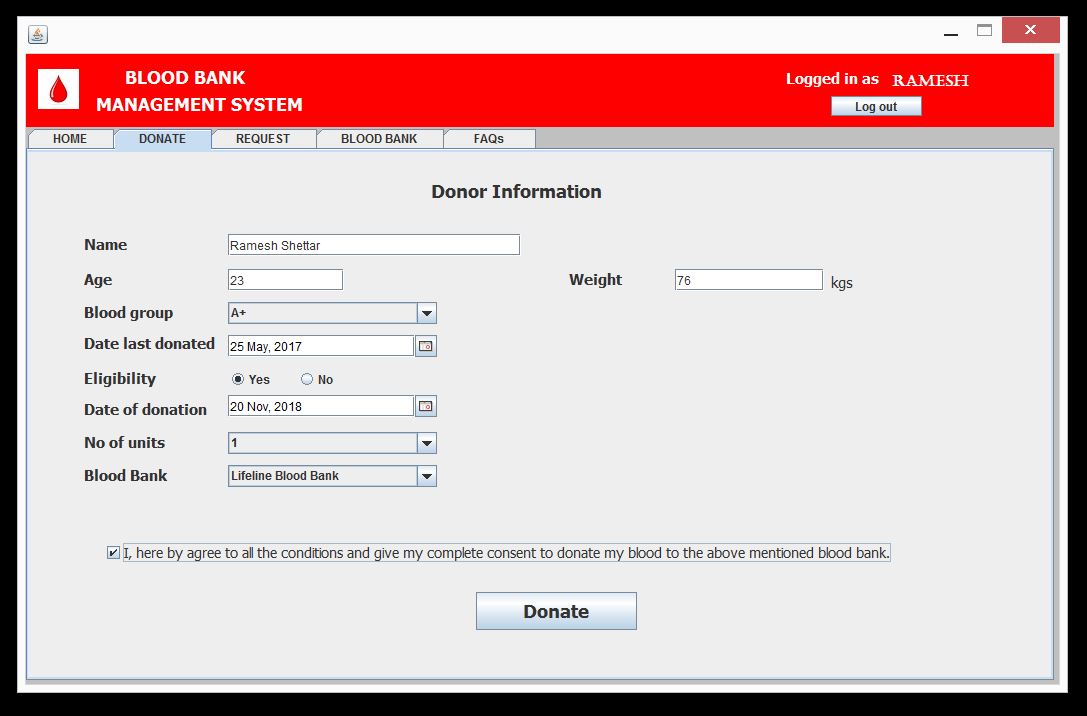 BLOOD BANK
MANAGEMENT SYSTEM
Logged in as RAMESH
Log out
HOME DONATE REQUEST BLOOD BANK FAQs
Donor Information
Name Ramesh Shettar
Age 23 Weight 76 kgs
Blood group A+
Date last donated 25 May, 2017
Eligibility Yes No
Date of donation 20 Nov, 2018
No of units 1
Blood Bank Lifeline Blood Bank
I, here by agree to all the conditions and give my complete consent to donate my blood to the above mentioned blood bank.
Donate